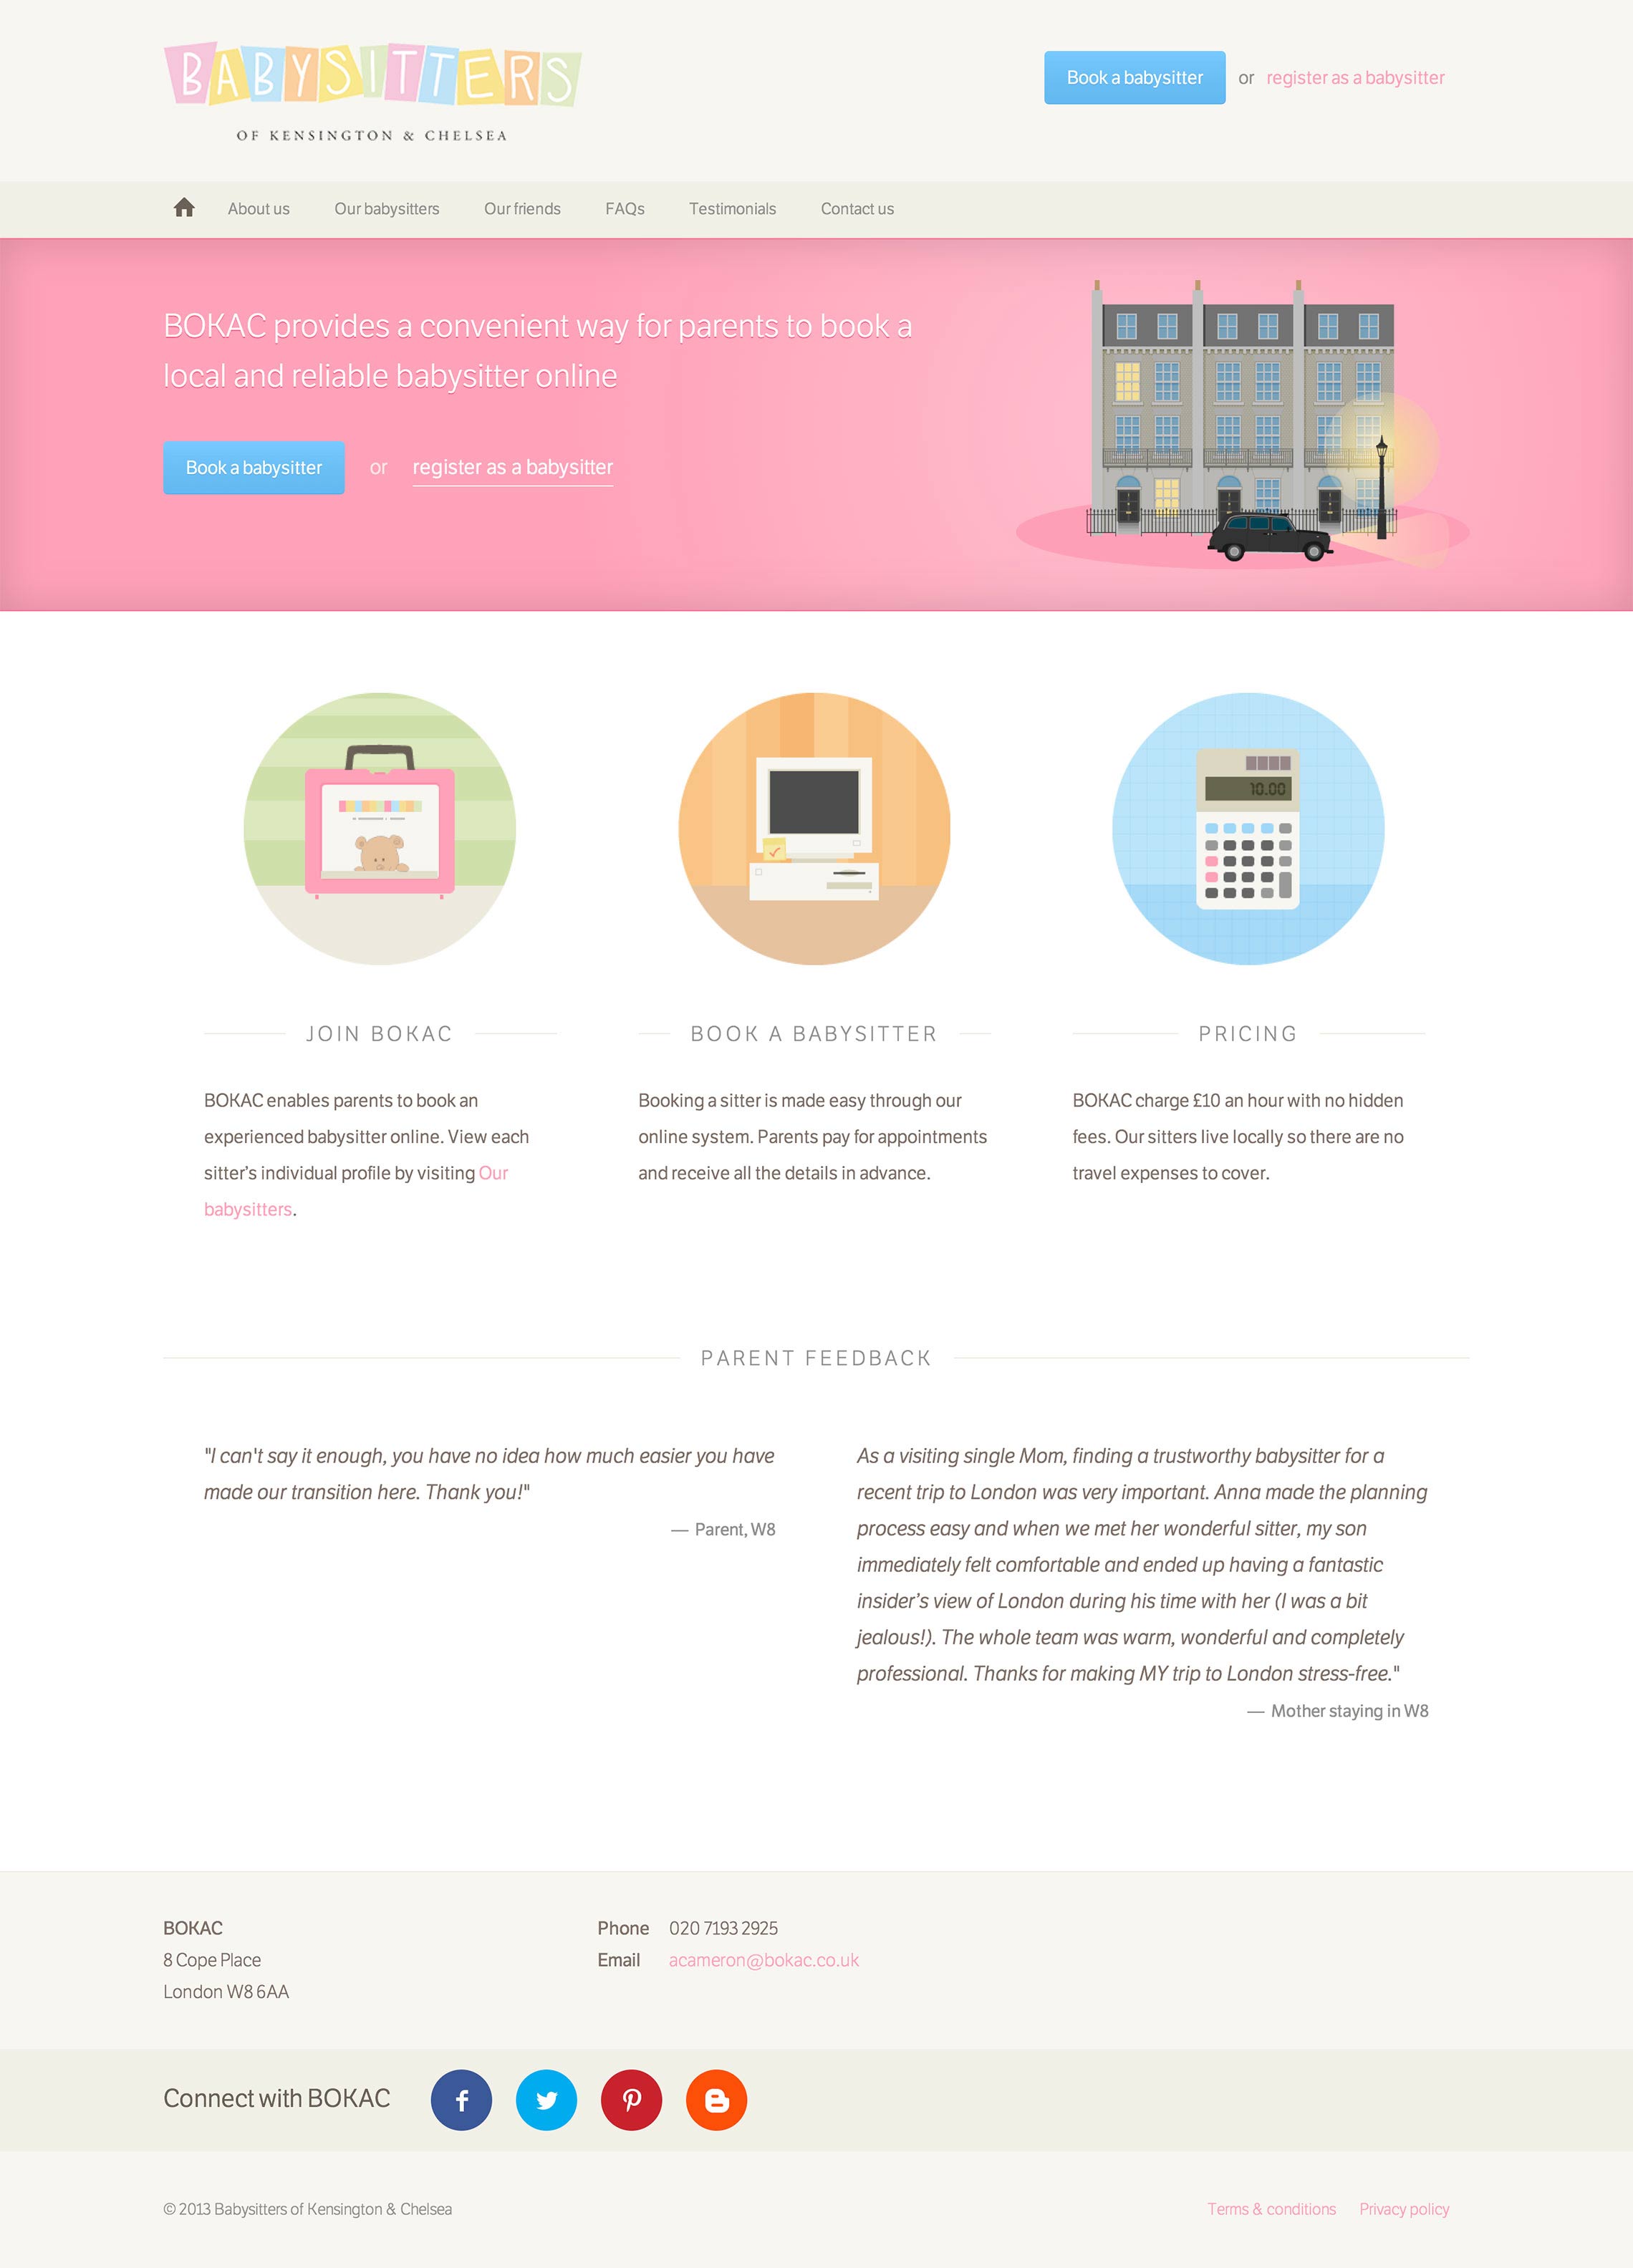 BABYSITTERS
OF KENSINGTON & CHELSEA
Book a babysitter or register as a babysitter
About us Our babysitters Our friends FAQs Testimonials Contact us
BOKAC provides a convenient way for parents to book a
local and reliable babysitter online
Book a babysitter or register as a babysitter
10.00
JOIN BOKAC
BOKAC enables parents to book an
experienced babysitter online. View each
sitter’s individual profile by visiting Our
babysitters.
BOOK A BABYSITTER
Booking a sitter is made easy through our
online system. Parents pay for appointments
and receive all the details in advance.
PRICING
BOKAC charge £10 an hour with no hidden
fees. Our sitters live locally so there are no
travel expenses to cover.
PARENT FEEDBACK
"I can't say it enough, you have no idea how much easier you have
made our transition here. Thank you!"
— Parent, W8
As a visiting single Mom, finding a trustworthy babysitter for a
recent trip to London was very important. Anna made the planning
process easy and when we met her wonderful sitter, my son
immediately felt comfortable and ended up having a fantastic
insider’s view of London during his time with her (I was a bit
jealous!). The whole team was warm, wonderful and completely
professional. Thanks for making MY trip to London stress-free."
— Mother staying in W8
BOKAC
8 Cope Place
London W8 6AA
Phone 020 7193 2925
Email acameron@bokac.co.uk
Connect with BOKAC
© 2013 Babysitters of Kensington & Chelsea
Terms & conditions Privacy policy